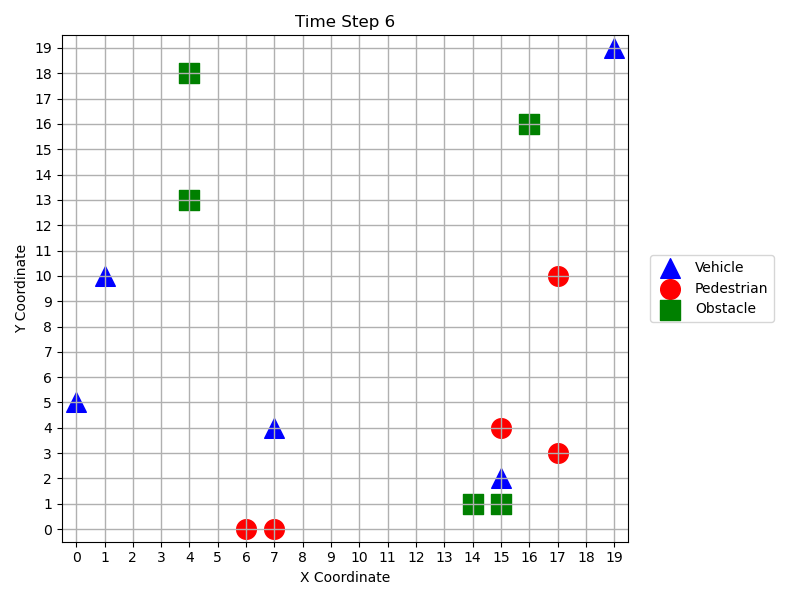 Time Step 6
19
18
17
16
15
14
13
12
11
10
9
8
7
6
5
4
3
2
1
0
Y Coordinate
0 1 2 3 4 5 6 7 8 9 10 11 12 13 14 15 16 17 18 19
X Coordinate
Vehicle
Pedestrian
Obstacle